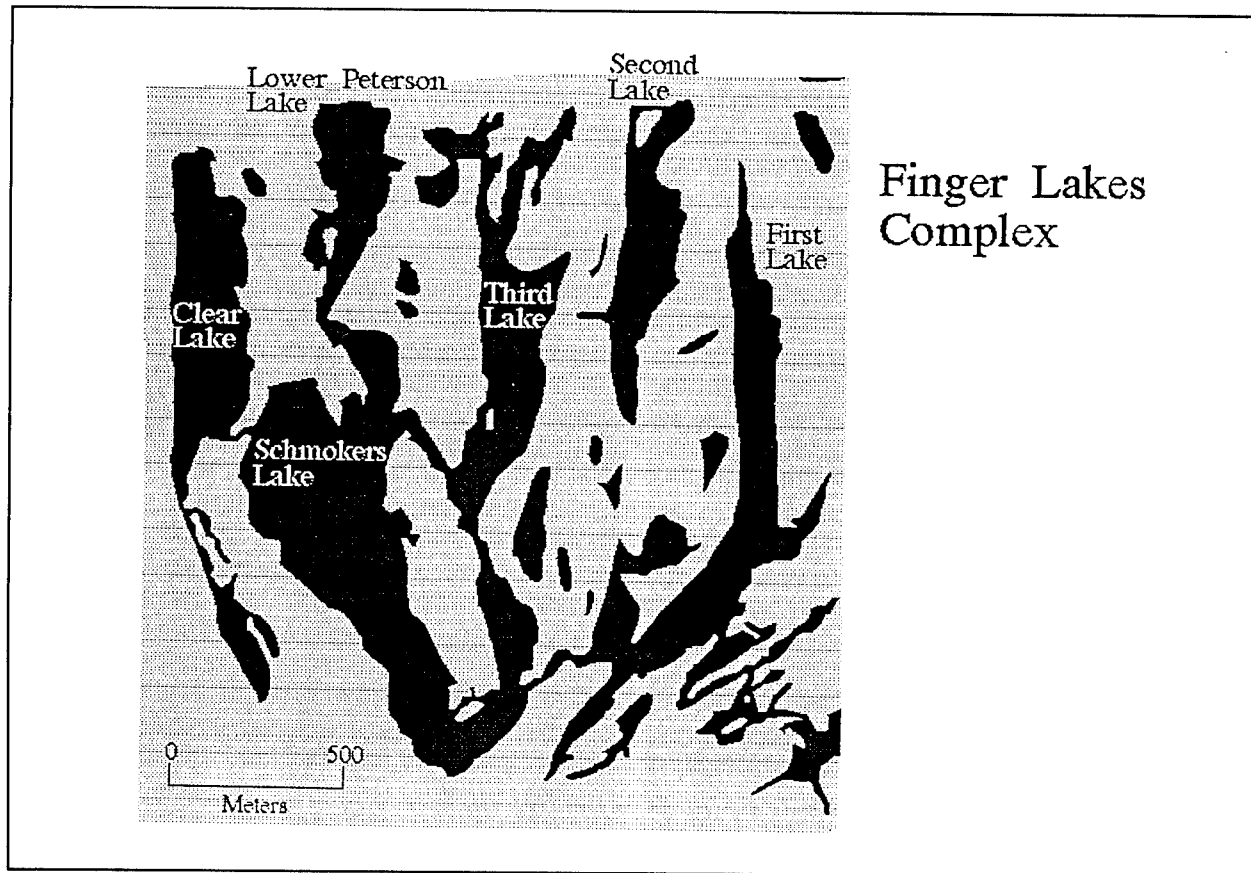 Lower Peterson
Lake
Second
Lake
Finger Lakes
Complex
First
Lake
Clear
Lake
Third
Lake
Schmokers
Lake
0 500
Meters